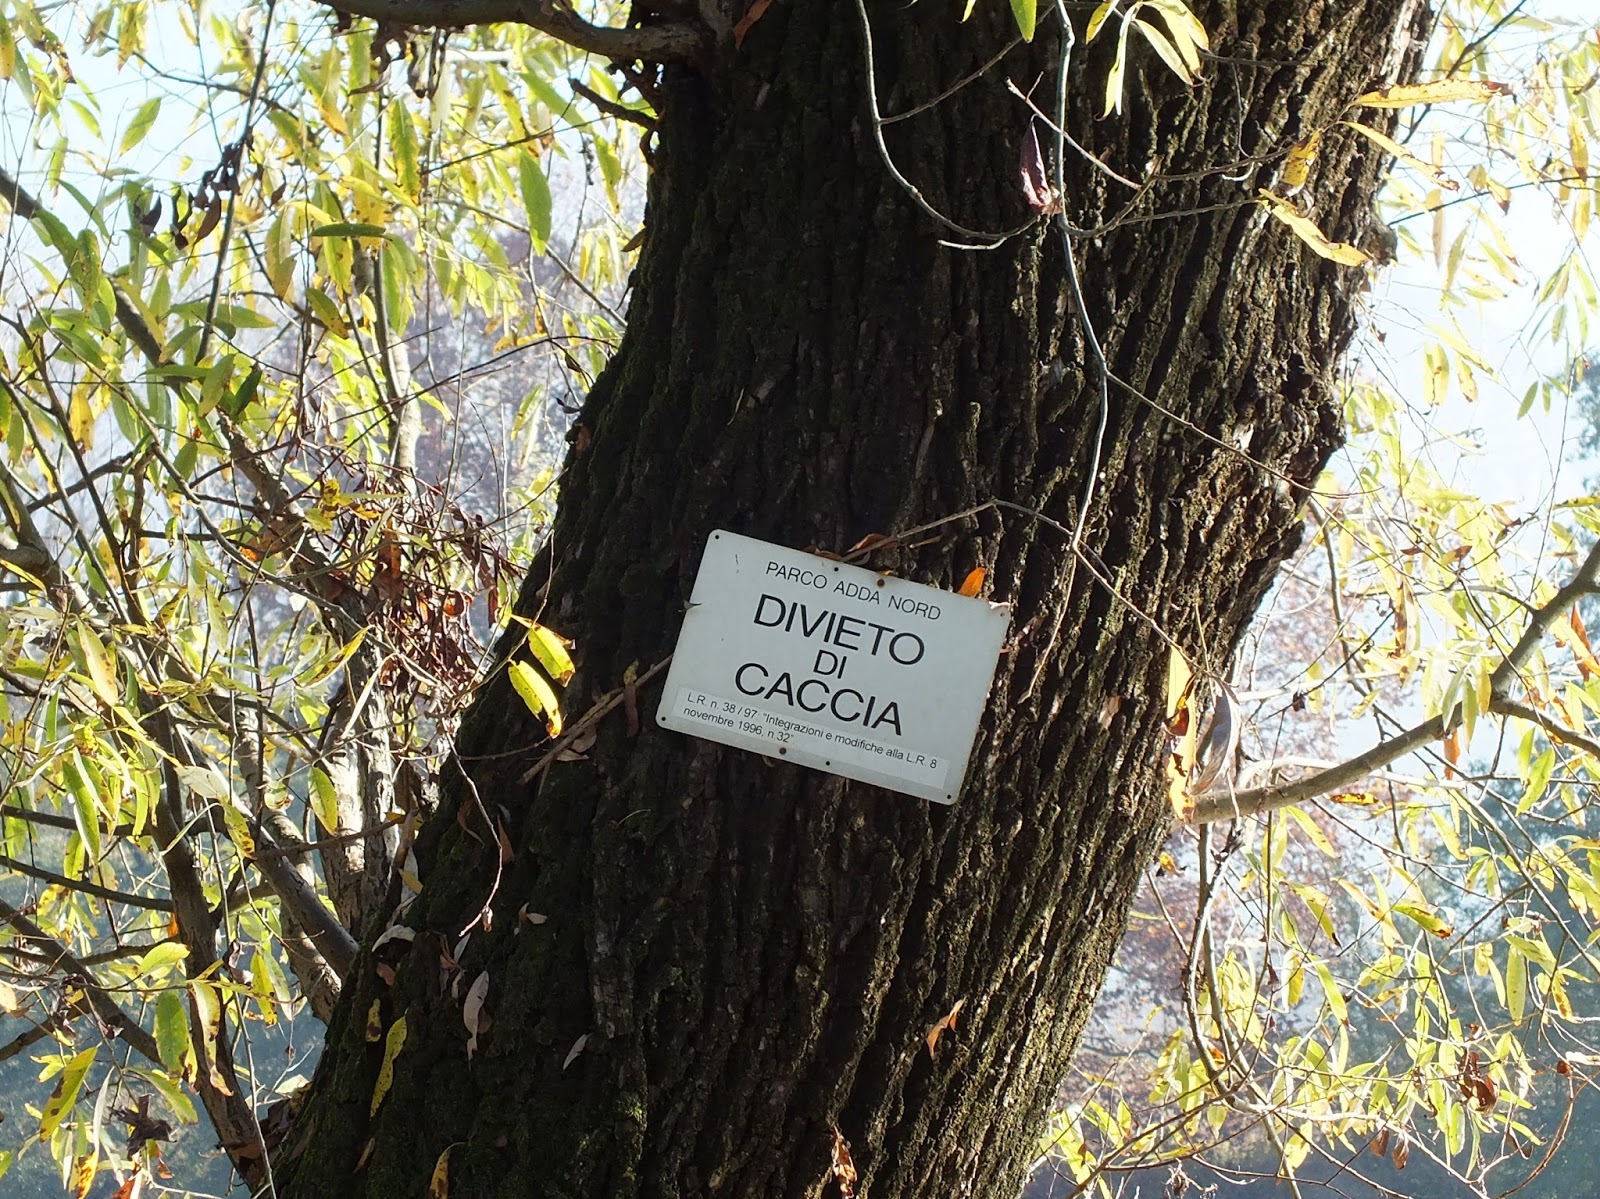 PARCO ADDA NORD
DIVIETO
DI
CACCIA
L.R. n. 38 / 97: "Integrazioni e modifiche alla L.R. 8
novembre 1996, n.32"